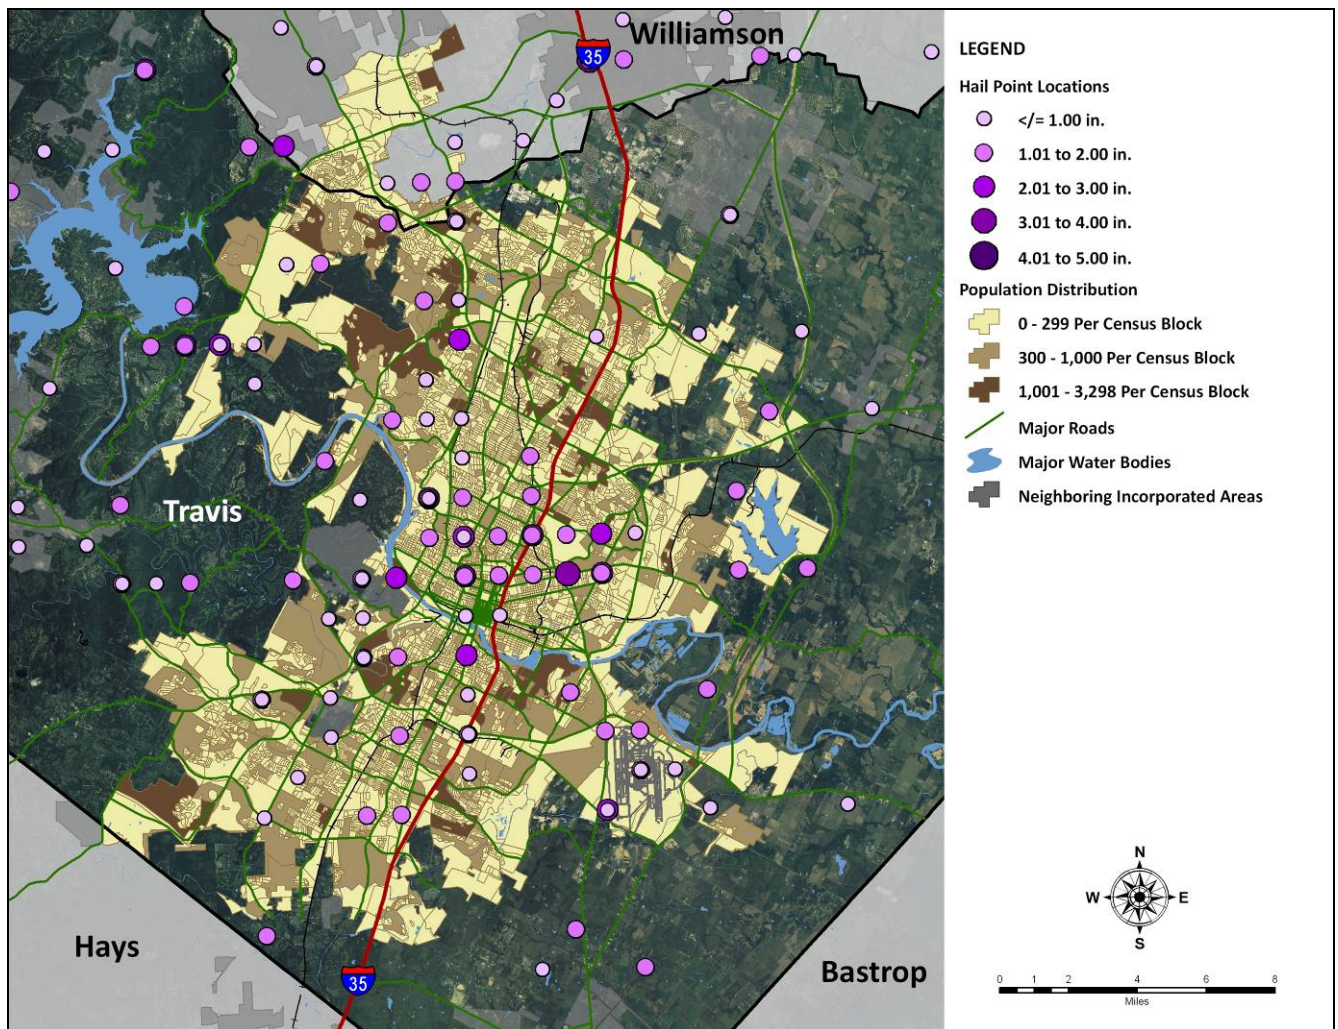 Williamson
35
Travis
Hays
35
Bastrop
LEGEND
Hail Point Locations
</= 1.00 in.
1.01 to 2.00 in.
2.01 to 3.00 in.
3.01 to 4.00 in.
4.01 to 5.00 in.
Population Distribution
0 - 299 Per Census Block
300 - 1,000 Per Census Block
1,001 - 3,298 Per Census Block
Major Roads
Major Water Bodies
Neighboring Incorporated Areas
N
W E
S
0 1 2 4 6 8
Miles